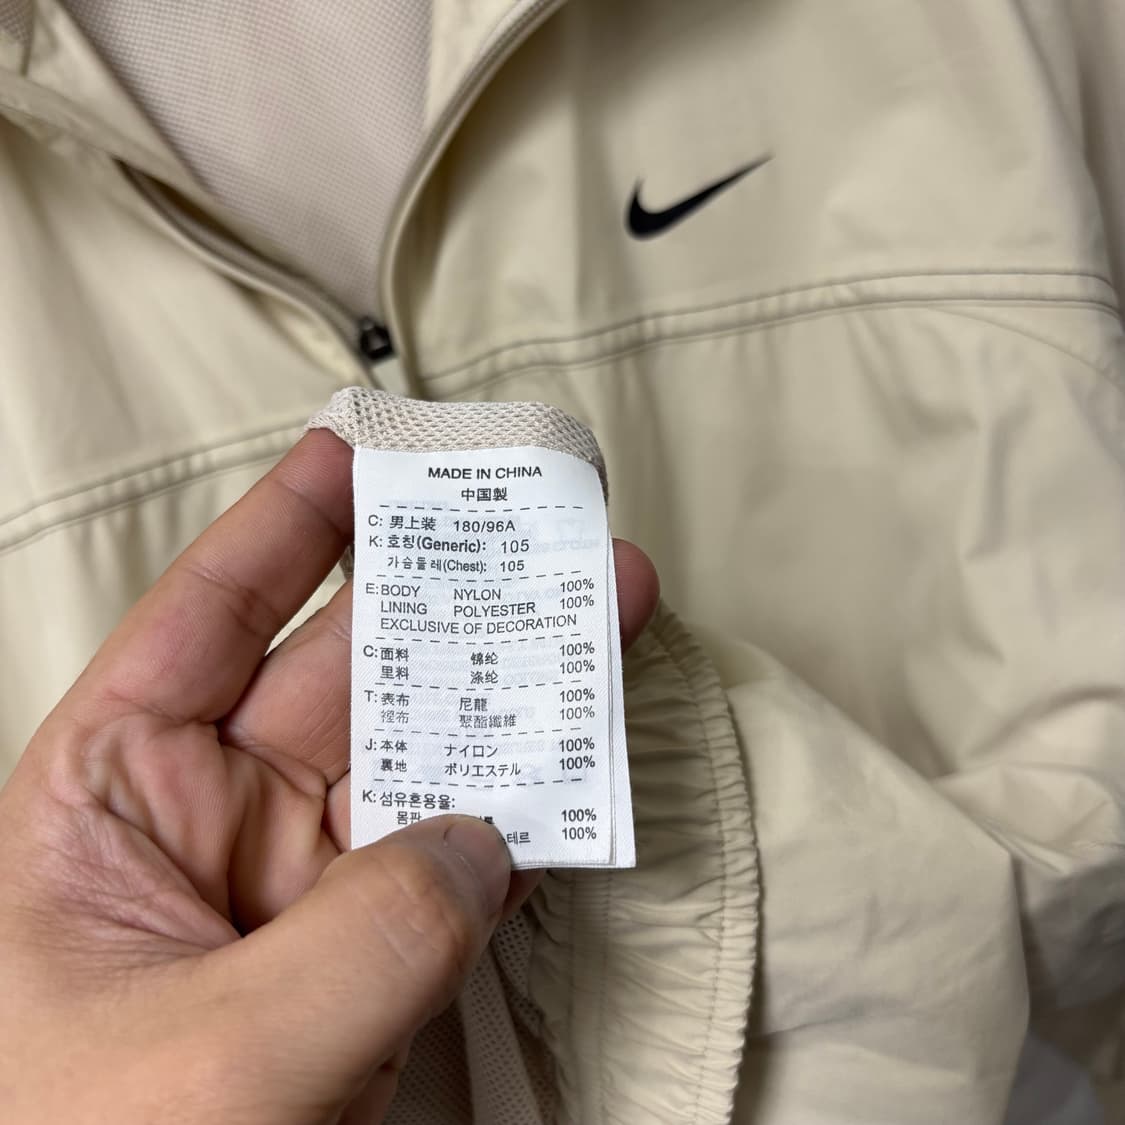 MADE IN CHINA
中国製
C: 男上装 180/96A
K: 호칭(Generic): 105
가슴둘레(Chest): 105
E: BODY NYLON 100%
LINING POLYESTER 100%
EXCLUSIVE OF DECORATION
C: 面料 锦纶 100%
里料 涤纶 100%
T: 表布 尼龍 100%
裡布 聚酯纖維 100%
J: 本体 ナイロン 100%
裏地 ポリエステル 100%
K: 섬유혼용율:
몸판 100%
100%